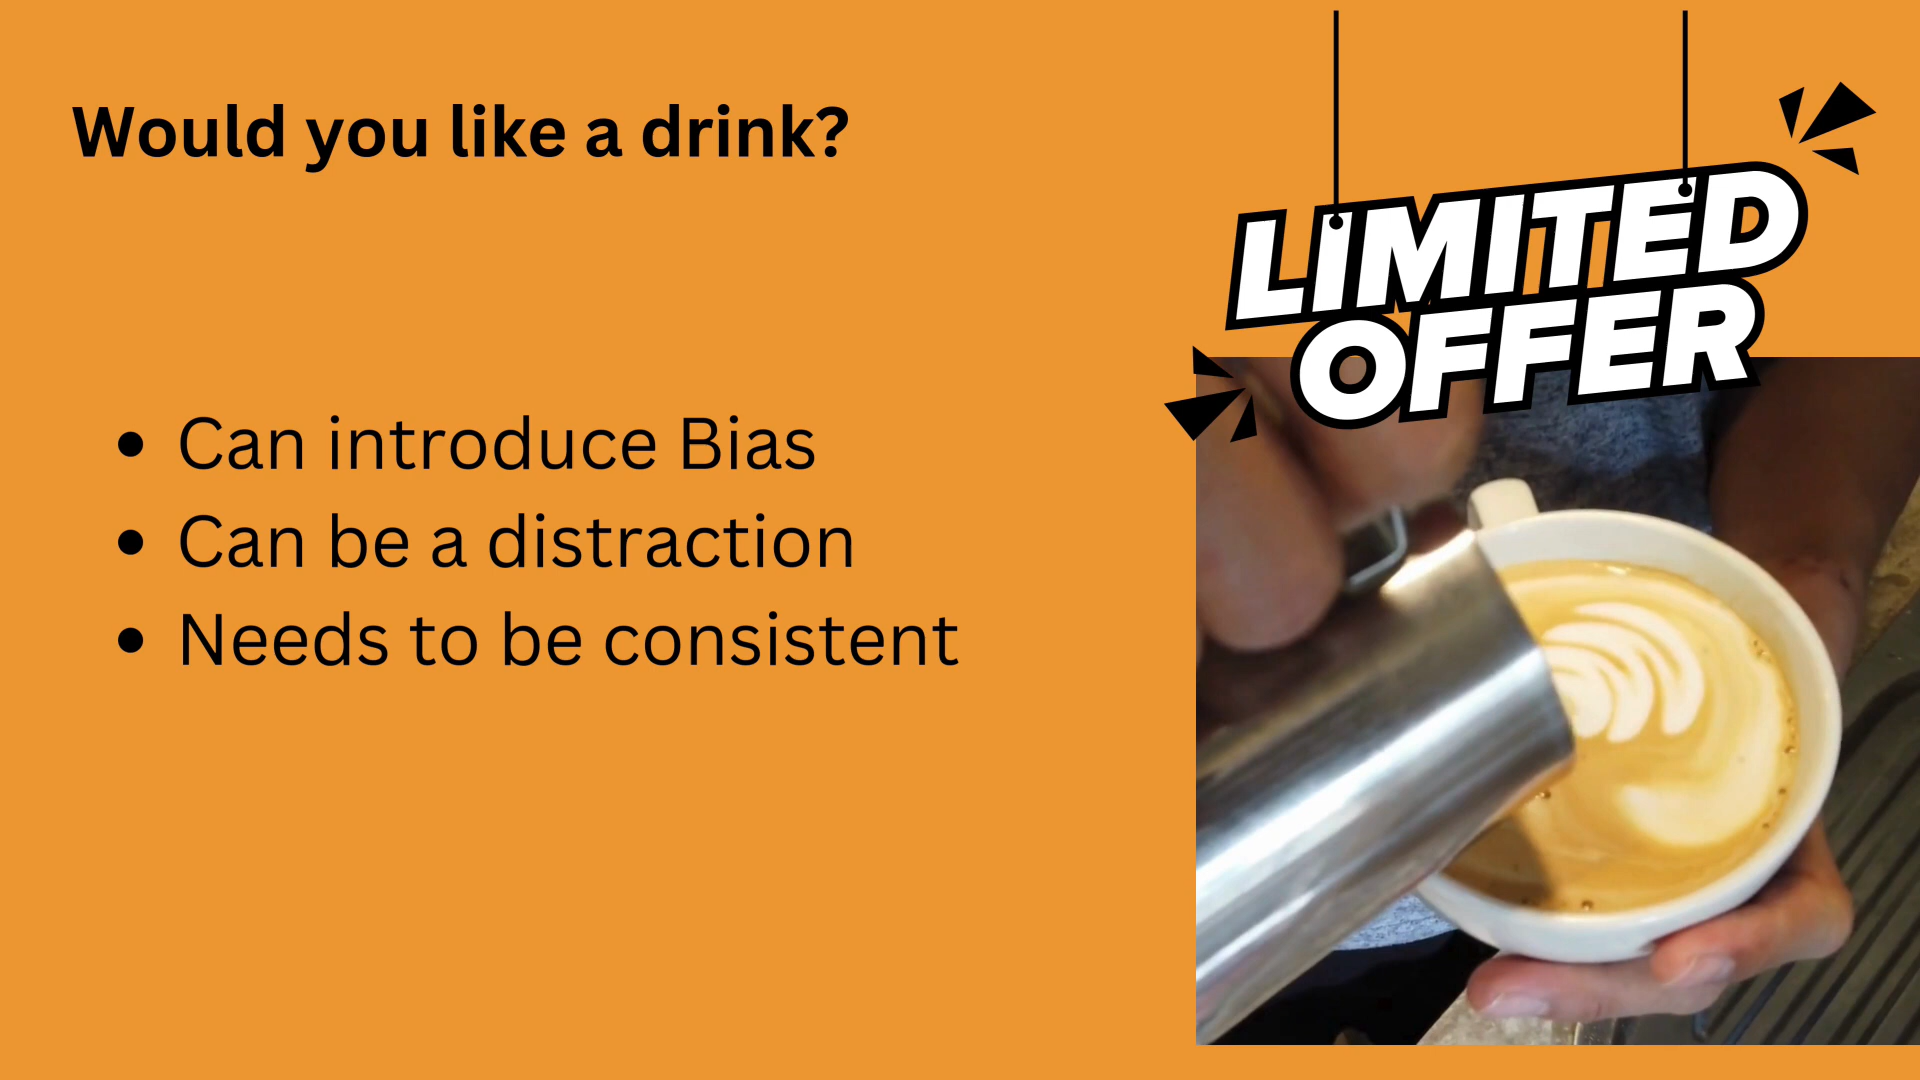 Would you like a drink?
LIMITED
OFFER
• Can introduce Bias
• Can be a distraction
• Needs to be consistent